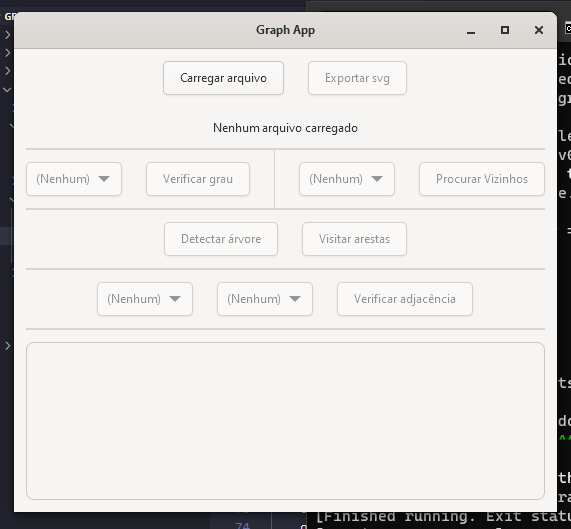 Graph App
Carregar arquivo
Exportar svg
Nenhum arquivo carregado
(Nenhum)
Verificar grau
(Nenhum)
Procurar Vizinhos
Detectar árvore
Visitar arestas
(Nenhum)
(Nenhum)
Verificar adjacência
74
[Finished running. Exit statu